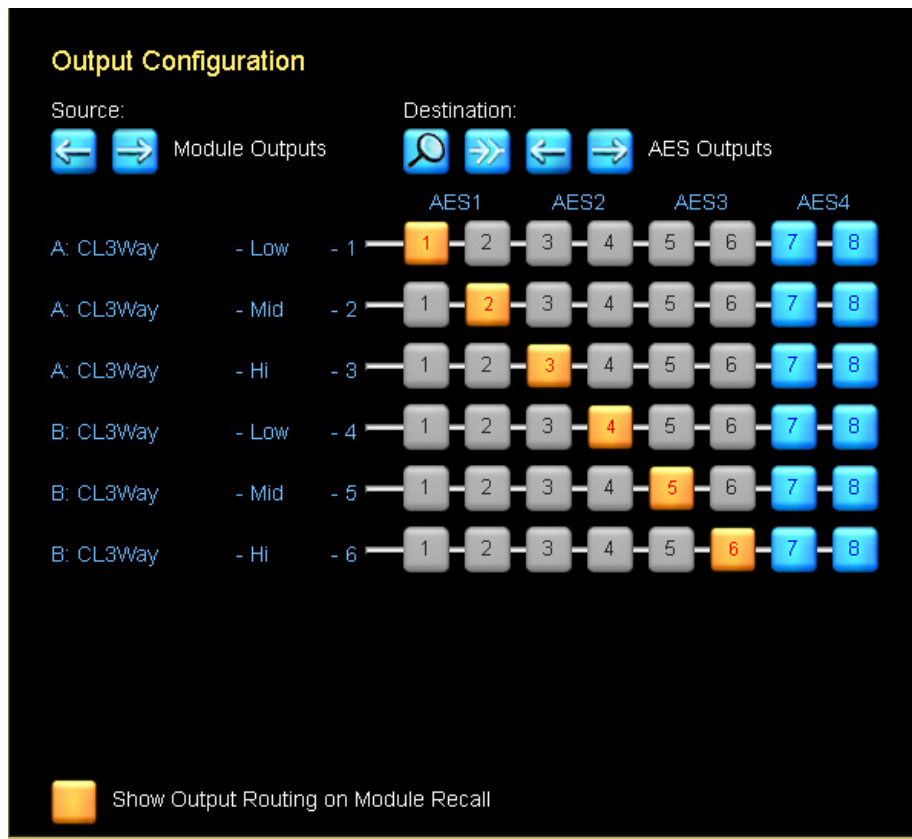 Output Configuration
Source: Destination:
Module Outputs AES Outputs
AES1 AES2 AES3 AES4
A: CL3Way - Low - 1 1 2 3 4 5 6 7 8
A: CL3Way - Mid - 2 1 2 3 4 5 6 7 8
A: CL3Way - Hi - 3 1 2 3 4 5 6 7 8
B: CL3Way - Low - 4 1 2 3 4 5 6 7 8
B: CL3Way - Mid - 5 1 2 3 4 5 6 7 8
B: CL3Way - Hi - 6 1 2 3 4 5 6 7 8
Show Output Routing on Module Recall